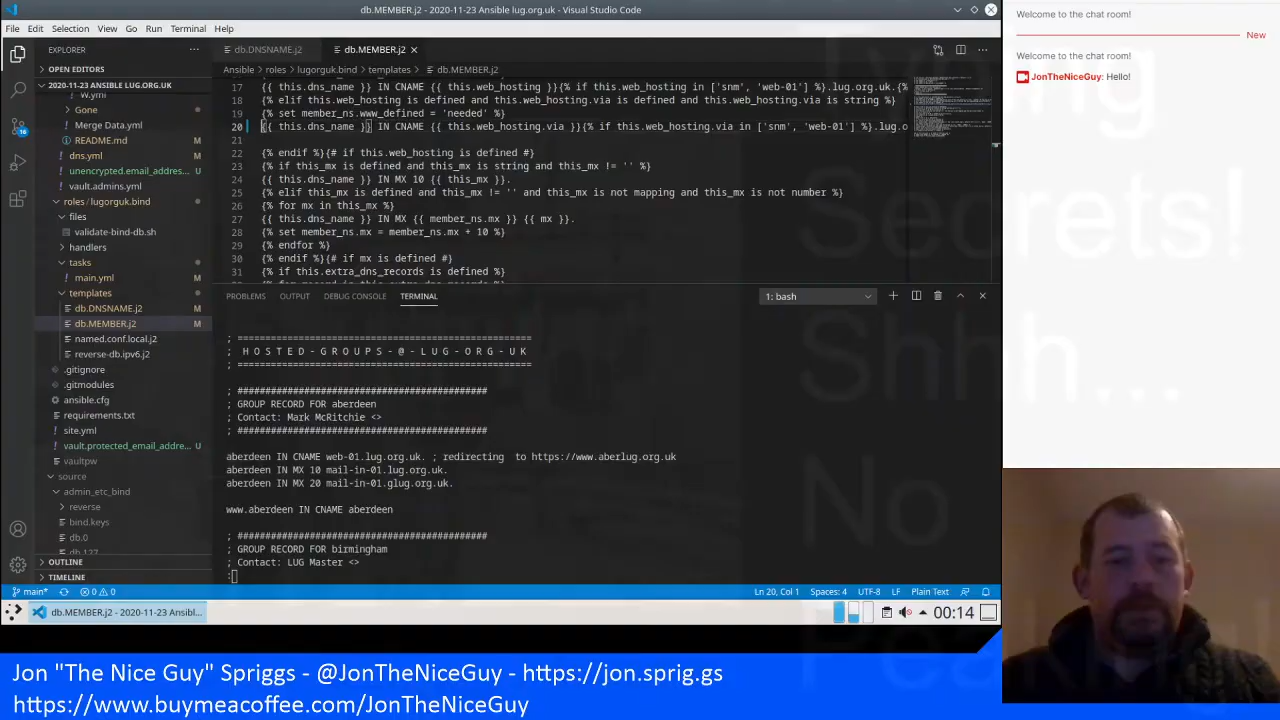 db.MEMBER.j2 - 2020-11-23 Ansible lug.org.uk - Visual Studio Code
File Edit Selection View Go Run Terminal Help
EXPLORER
OPEN EDITORS
2020-11-23 ANSIBLE LUG.ORG.UK
W.yml
Gone
Merge Data.yml
README.md
dns.yml M
unencrypted.email_addres... U
vault.admins.yml
roles/lugorguk.bind
files
validate-bind-db.sh
handlers
tasks
main.yml
templates
db.DNSNAME.j2 M
db.MEMBER.j2 M
named.conf.local.j2
reverse-db.ipv6.j2
.gitignore
.gitmodules
ansible.cfg
requirements.txt
site.yml
vault.protected_email_addre... U
vaultpw
source
admin_etc_bind
reverse
bind.keys
db.0
db.127
OUTLINE
TIMELINE
16
db.DNSNAME.j2 M db.MEMBER.j2 M
Ansible > roles > lugorguk.bind > templates > db.MEMBER.j2
17 {{ this.dns_name }} IN CNAME {{ this.web_hosting }}{% if this.web_hosting in ['snm', 'web-01'] %}.lug.org.uk.{%
18 {% elif this.web_hosting is defined and this.web_hosting.via is defined and this.web_hosting.via is string %}
19 {% set member_ns.www_defined = 'needed' %}
20 {{ this.dns_name }} IN CNAME {{ this.web_hosting.via }}{% if this.web_hosting.via in ['snm', 'web-01'] %}.lug.o
21
22 {% endif %}{# if this.web_hosting is defined #}
23 {% if this_mx is defined and this_mx is string and this_mx != '' %}
24 {{ this.dns_name }} IN MX 10 {{ this_mx }}.
25 {% elif this_mx is defined and this_mx != '' and this_mx is not mapping and this_mx is not number %}
26 {% for mx in this_mx %}
27 {{ this.dns_name }} IN MX {{ member_ns.mx }} {{ mx }}.
28 {% set member_ns.mx = member_ns.mx + 10 %}
29 {% endfor %}
30 {% endif %}{# if mx is defined #}
31 {% if this.extra_dns_records is defined %}
PROBLEMS OUTPUT DEBUG CONSOLE TERMINAL
1: bash
; =====================================================
; H O S T E D - G R O U P S - @ - L U G - O R G - U K
; =====================================================
; #############################################
; GROUP RECORD FOR aberdeen
; Contact: Mark McRitchie <>
; #############################################
aberdeen IN CNAME web-01.lug.org.uk. ; redirecting to https://www.aberlug.org.uk
aberdeen IN MX 10 mail-in-01.lug.org.uk.
aberdeen IN MX 20 mail-in-01.glug.org.uk.
www.aberdeen IN CNAME aberdeen
; #############################################
; GROUP RECORD FOR birmingham
; Contact: LUG Master <>
:
main* 0 0 Ln 20, Col 1 Spaces: 4 UTF-8 LF Plain Text
db.MEMBER.j2 - 2020-11-23 Ansibl... 00:14
Welcome to the chat room!
New
Welcome to the chat room!
JonTheNiceGuy: Hello!
Secrets!
Shhh...
No
Peaking!
Jon "The Nice Guy" Spriggs - @JonTheNiceGuy - https://jon.sprig.gs
https://www.buymeacoffee.com/JonTheNiceGuy